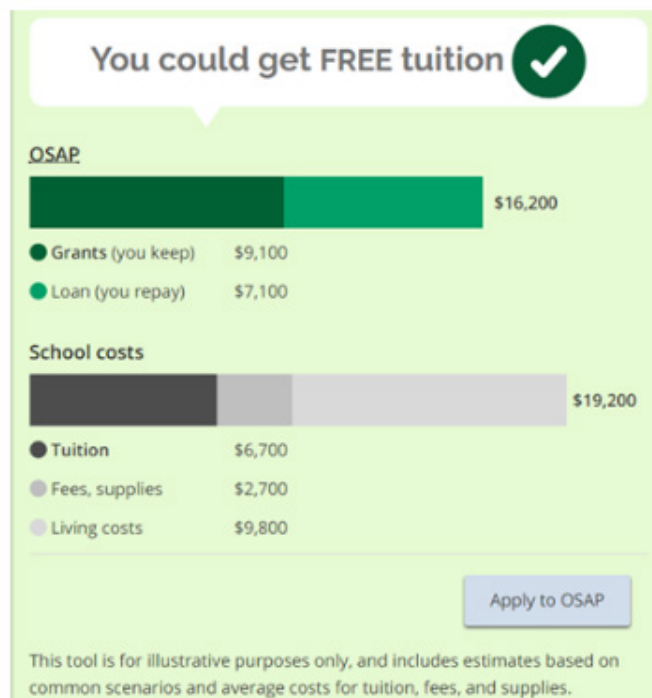 You could get FREE tuition
OSAP
$16,200
Grants (you keep) $9,100
Loan (you repay) $7,100
School costs
$19,200
Tuition $6,700
Fees, supplies $2,700
Living costs $9,800
Apply to OSAP
This tool is for illustrative purposes only, and includes estimates based on
common scenarios and average costs for tuition, fees, and supplies.